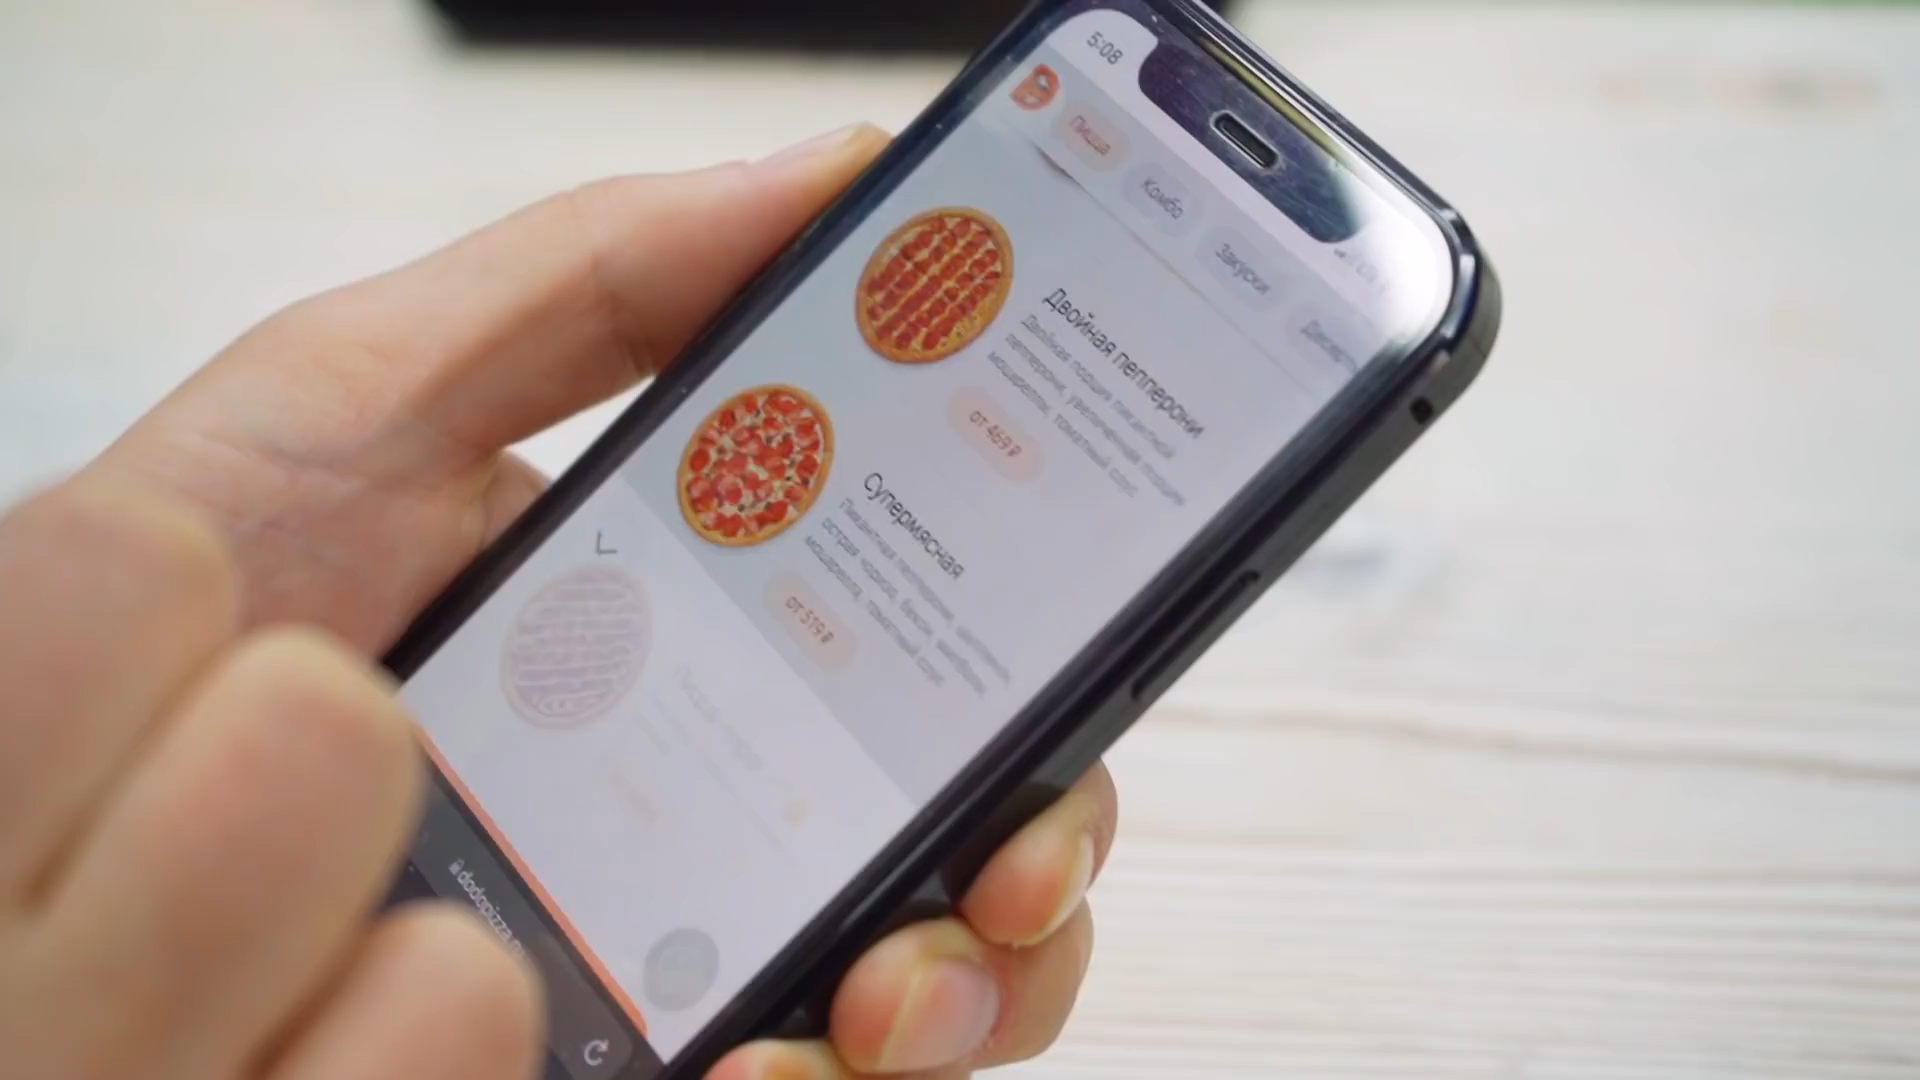 5:08
Пицца
Комбо
Закуски
Двойная пепперони
Двойная порция пикантной
пепперони, увеличенная порция
моцареллы, томатный соус
от 469 ₽
Супермясная
Пикантная пепперони, цыпленок,
острая чоризо, бекон, митболы,
моцарелла, томатный соус
от 519 ₽
dodopizza